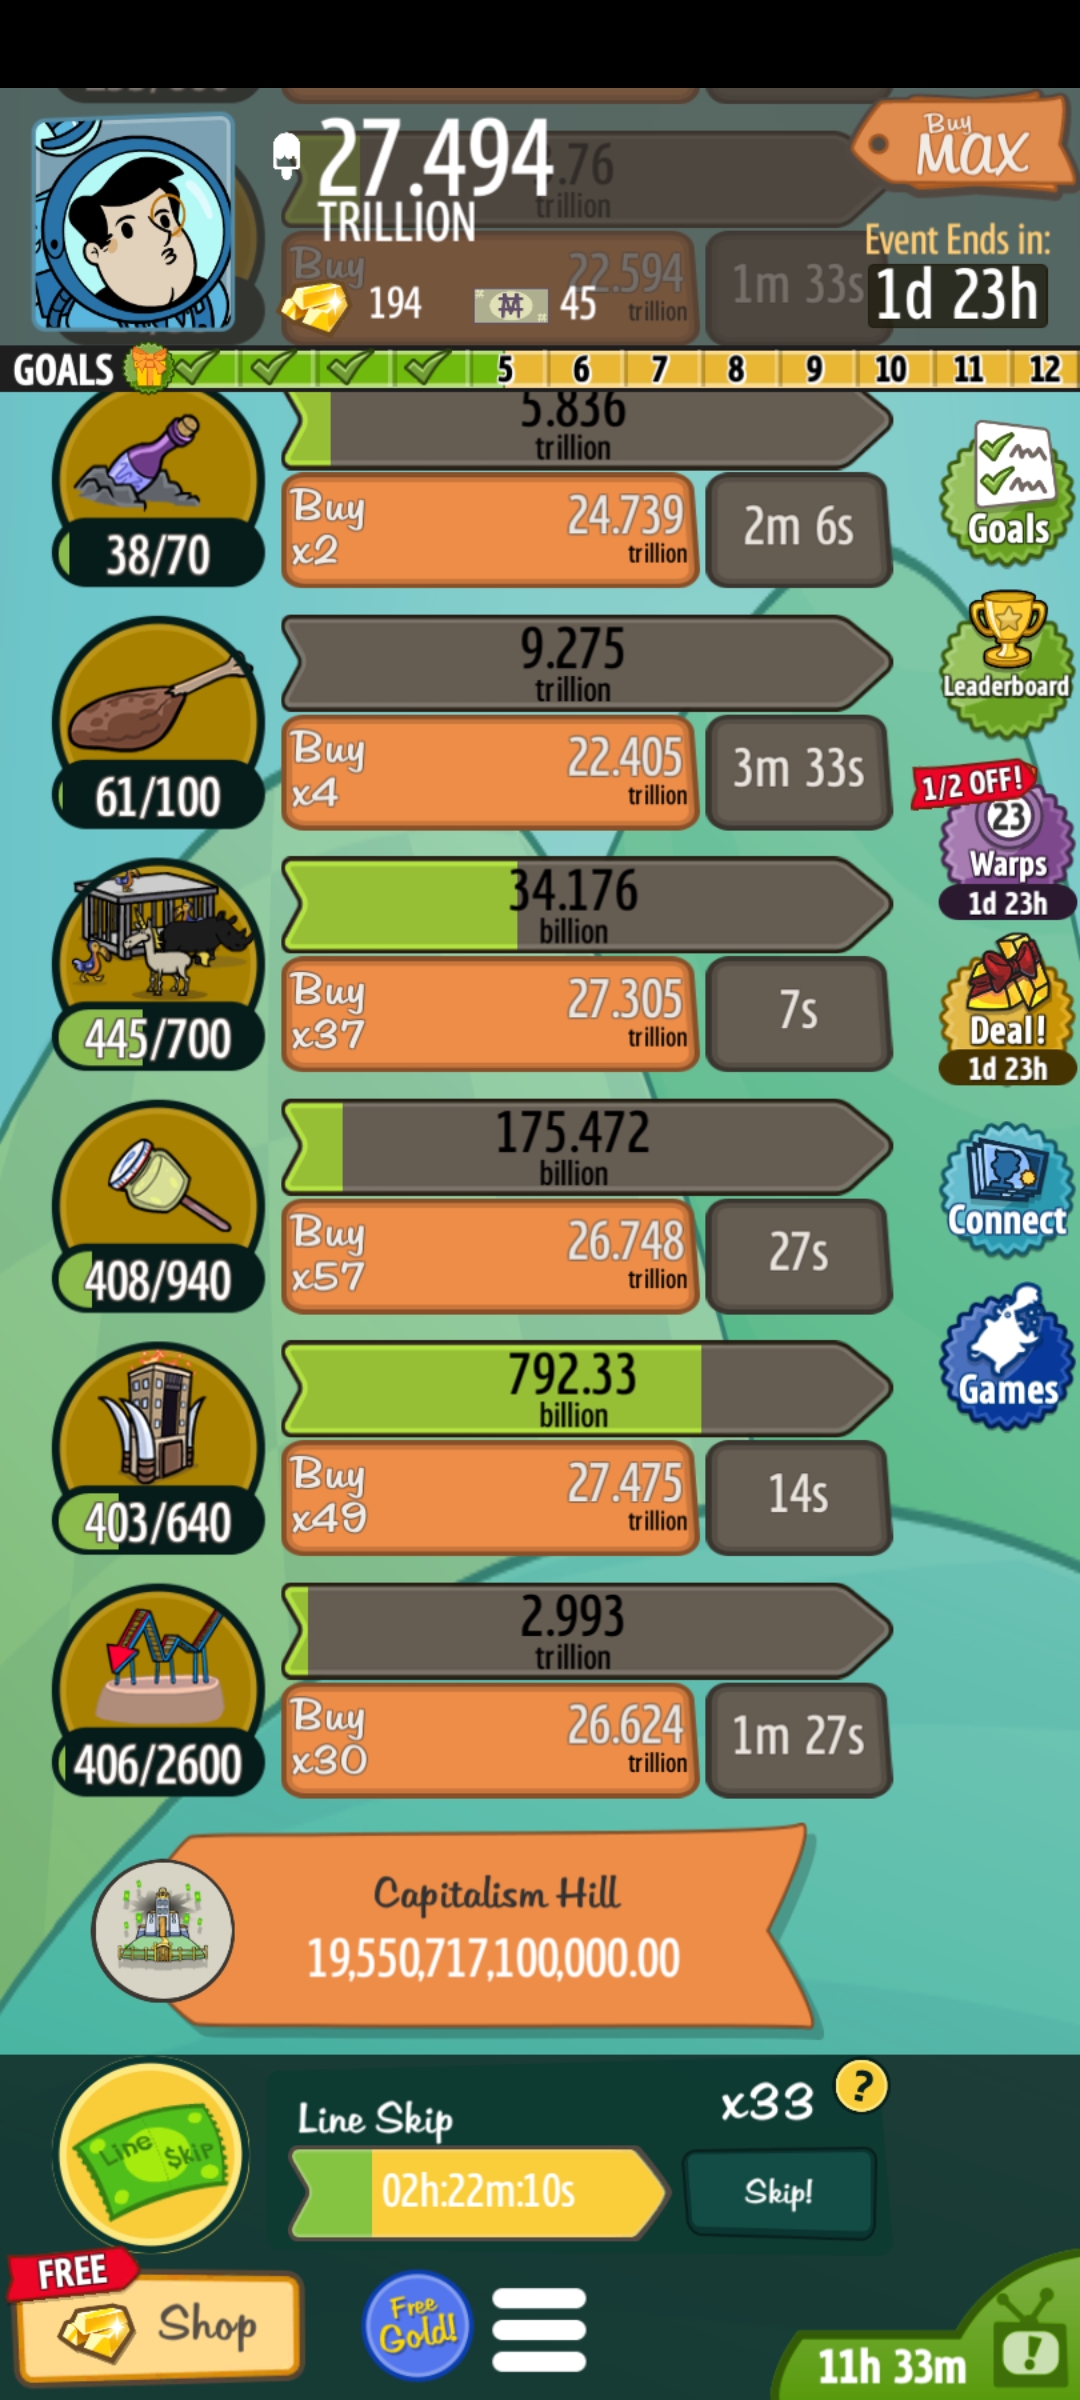 27.494
TRILLION
.76
trillion
Buy
MAX
Event Ends in:
1d 23h
194
45
Buy
22.594
trillion
1m 33s
GOALS
5
6
7
8
9
10
11
12
5.836
trillion
38/70
Buy
x2
24.739
trillion
2m 6s
Goals
9.275
trillion
61/100
Buy
x4
22.405
trillion
3m 33s
Leaderboard
1/2 OFF!
23
Warps
1d 23h
34.176
billion
445/700
Buy
x37
27.305
trillion
7s
Deal!
1d 23h
175.472
billion
408/940
Buy
x57
26.748
trillion
27s
Connect
792.33
billion
403/640
Buy
x49
27.475
trillion
14s
Games
2.993
trillion
406/2600
Buy
x30
26.624
trillion
1m 27s
Capitalism Hill
19,550,717,100,000.00
Line $kip
Line Skip
x33
?
02h:22m:10s
Skip!
FREE
Shop
Free
Gold!
11h 33m
!